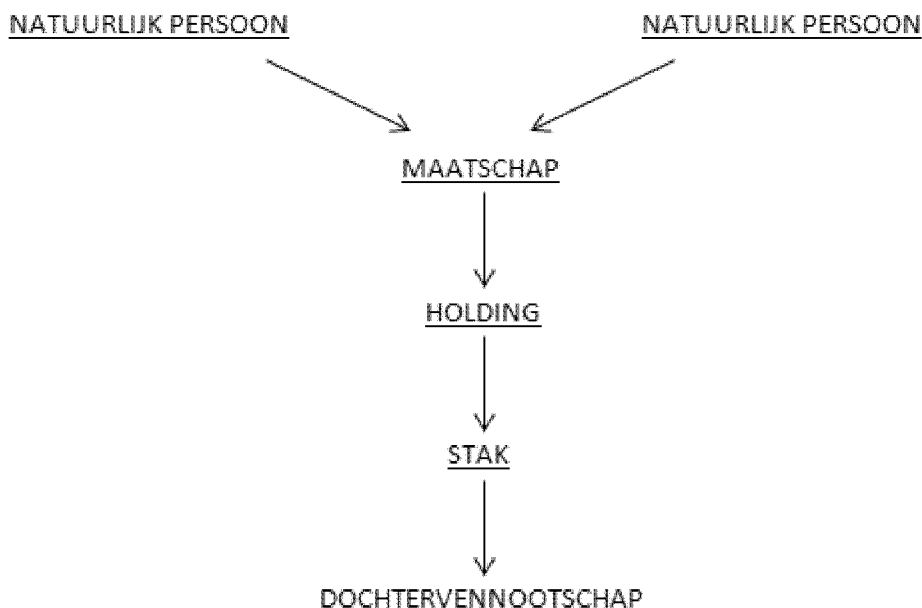 NATUURLIJK PERSOON NATUURLIJK PERSOON
MAATSCHAP
HOLDING
STAK
DOCHTERVENNOOTSCHAP